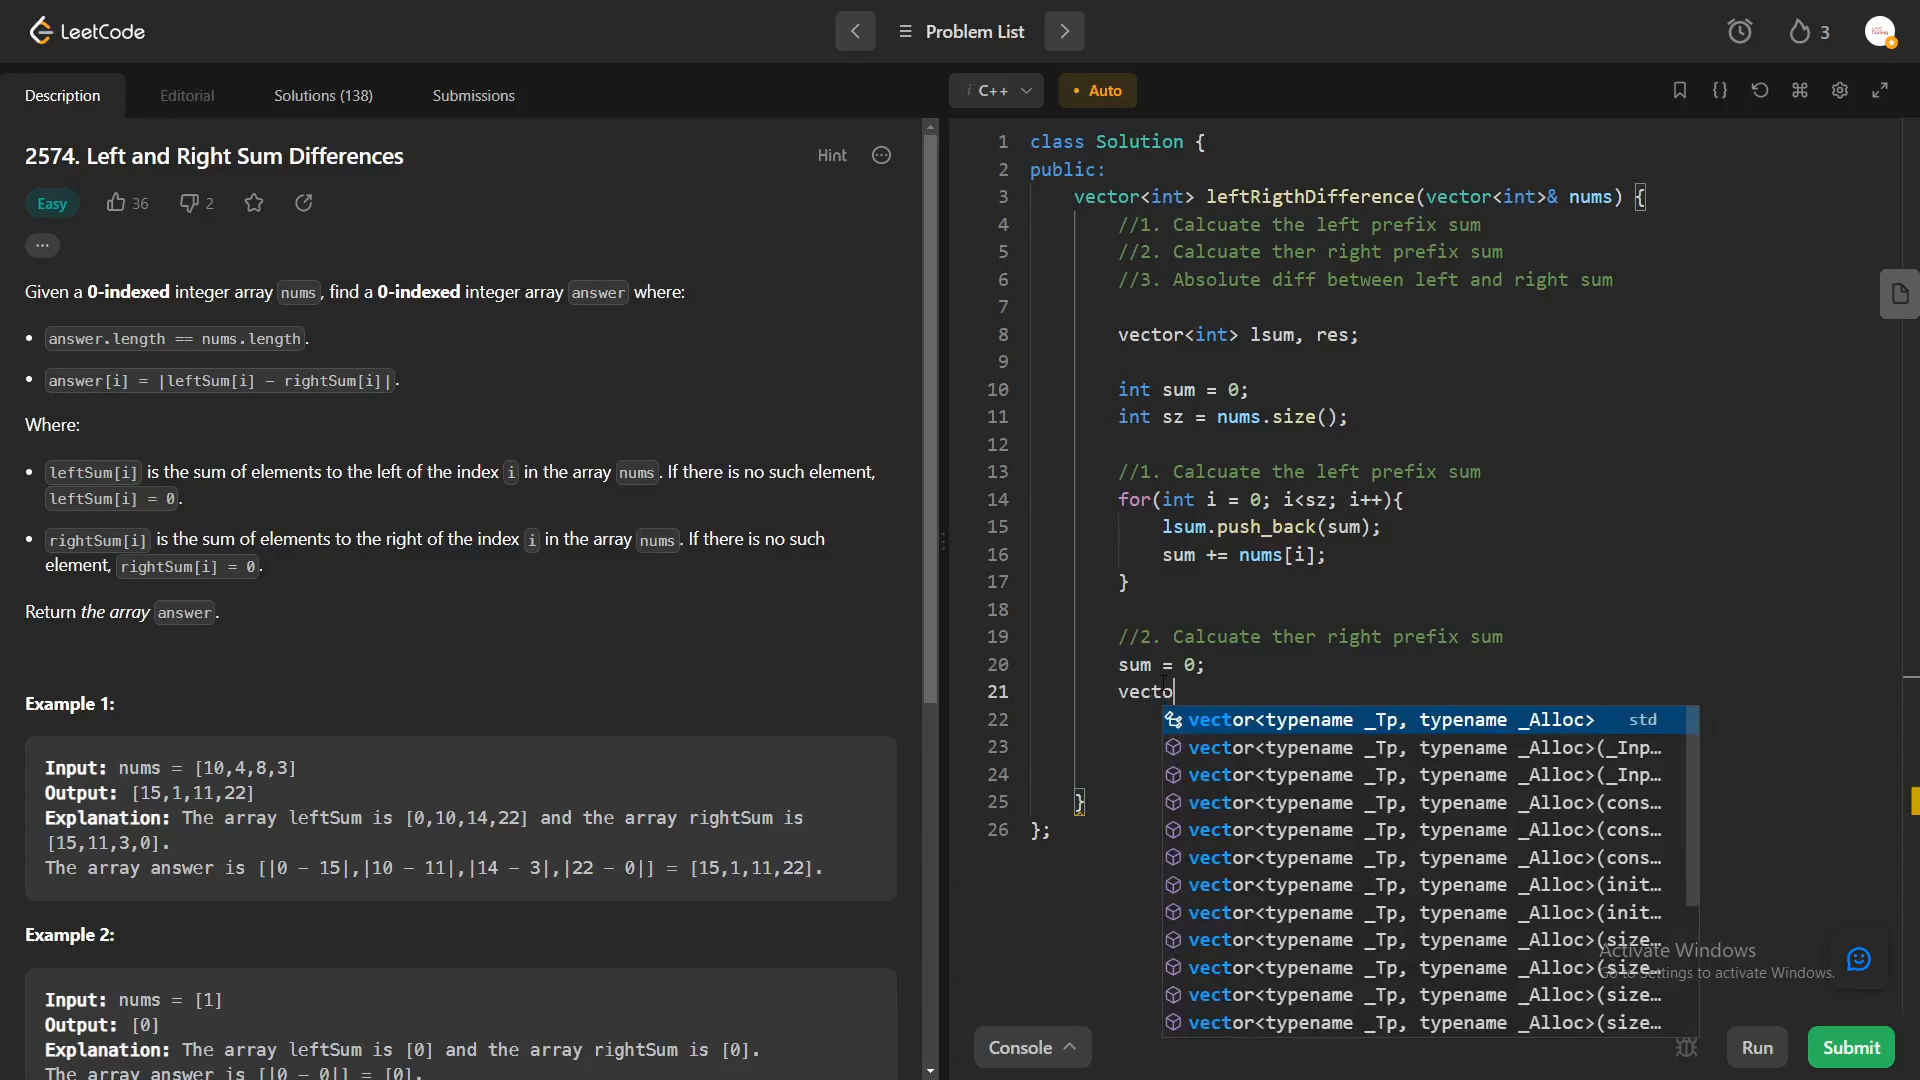 LeetCode
Problem List
3
Description
Editorial
Solutions (138)
Submissions
2574. Left and Right Sum Differences
Hint
Easy
36
2
Given a 0-indexed integer array nums, find a 0-indexed integer array answer where:
• answer.length == nums.length.
• answer[i] = |leftSum[i] - rightSum[i]|.
Where:
• leftSum[i] is the sum of elements to the left of the index i in the array nums. If there is no such element,
leftSum[i] = 0.
• rightSum[i] is the sum of elements to the right of the index i in the array nums. If there is no such
element, rightSum[i] = 0.
Return the array answer.
Example 1:
Input: nums = [10,4,8,3]
Output: [15,1,11,22]
Explanation: The array leftSum is [0,10,14,22] and the array rightSum is
[15,11,3,0].
The array answer is [|0 - 15|,|10 - 11|,|14 - 3|,|22 - 0|] = [15,1,11,22].
Example 2:
Input: nums = [1]
Output: [0]
Explanation: The array leftSum is [0] and the array rightSum is [0].
The array answer is [|0 - 0|] = [0].
i C++
• Auto
{}
1 class Solution {
2 public:
3 vector<int> leftRigthDifference(vector<int>& nums) {
4 //1. Calcuate the left prefix sum
5 //2. Calcuate ther right prefix sum
6 //3. Absolute diff between left and right sum
7
8 vector<int> lsum, res;
9
10 int sum = 0;
11 int sz = nums.size();
12
13 //1. Calcuate the left prefix sum
14 for(int i = 0; i<sz; i++){
15 lsum.push_back(sum);
16 sum += nums[i];
17 }
18
19 //2. Calcuate ther right prefix sum
20 sum = 0;
21 vecto
22
23
24
25 }
26 };
vector<typename _Tp, typename _Alloc> std
vector<typename _Tp, typename _Alloc>(_Inp…
vector<typename _Tp, typename _Alloc>(_Inp…
vector<typename _Tp, typename _Alloc>(cons…
vector<typename _Tp, typename _Alloc>(cons…
vector<typename _Tp, typename _Alloc>(cons…
vector<typename _Tp, typename _Alloc>(init…
vector<typename _Tp, typename _Alloc>(init…
vector<typename _Tp, typename _Alloc>(size…
vector<typename _Tp, typename _Alloc>(size…
vector<typename _Tp, typename _Alloc>(size…
vector<typename _Tp, typename _Alloc>(size…
Activate Windows
Go to Settings to activate Windows.
Console
Run
Submit